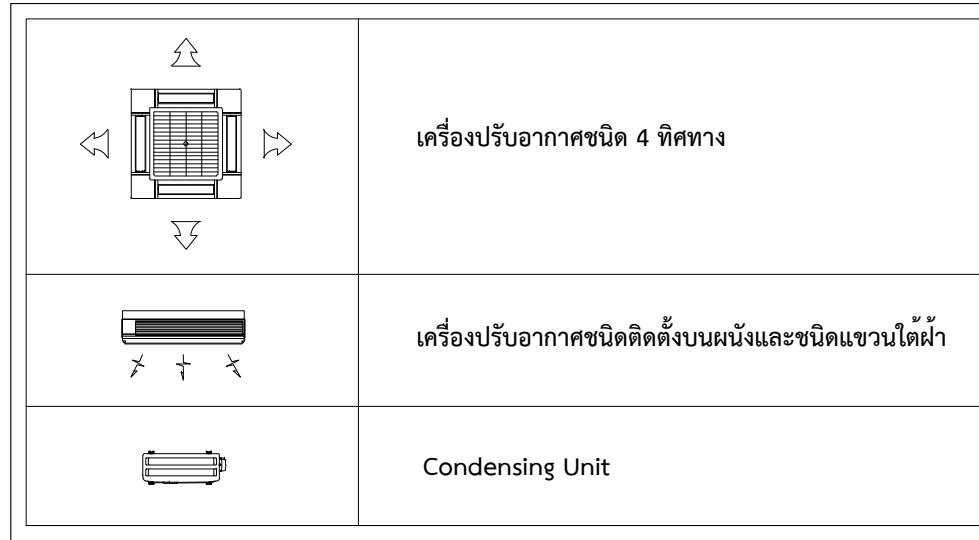 เครื่องปรับอากาศชนิด 4 ทิศทาง
เครื่องปรับอากาศชนิดติดตั้งบนผนังและชนิดแขวนใต้ฝ้า
Condensing Unit